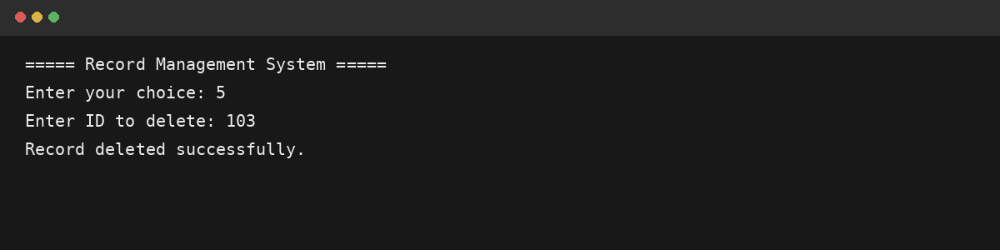 ===== Record Management System =====
Enter your choice: 5
Enter ID to delete: 103
Record deleted successfully.